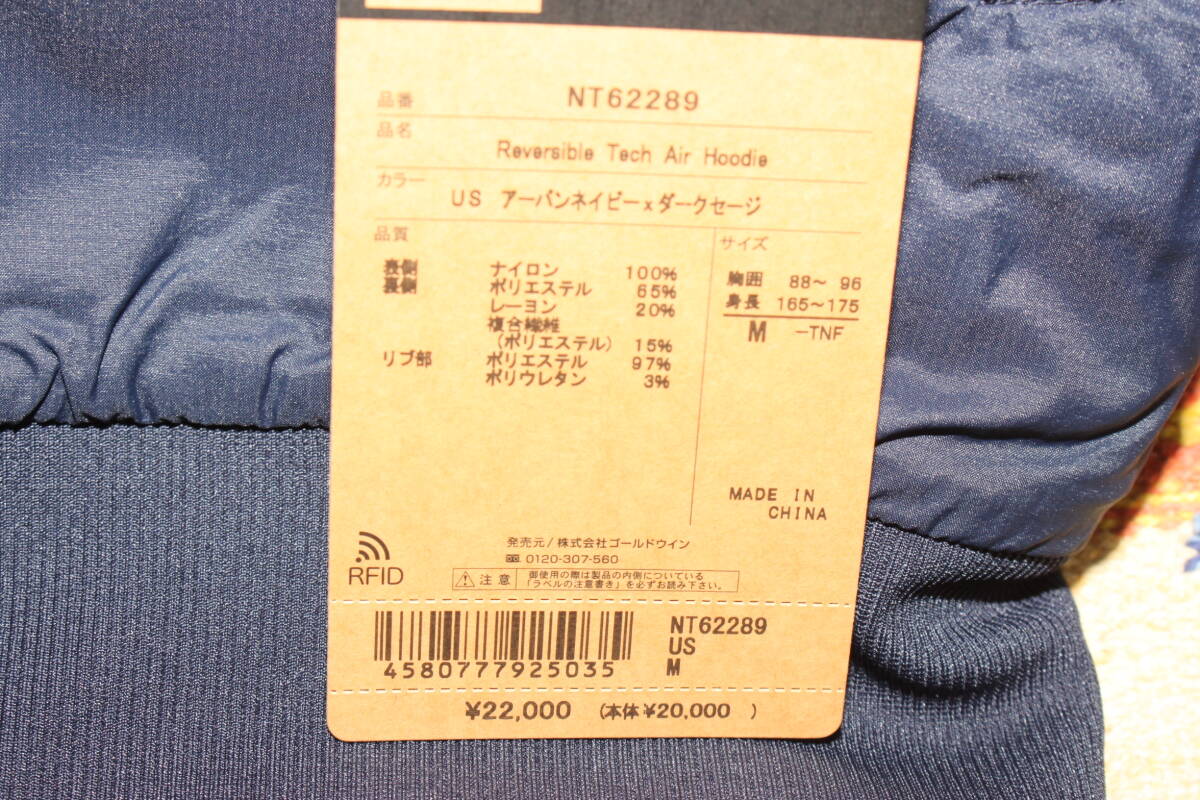 品番 NT62289
品名
Reversible Tech Air Hoodie
カラー
US アーバンネイビーxダークセージ
品質
表側 ナイロン 100%
裏側 ポリエステル 65%
レーヨン 20%
複合繊維
(ポリエステル) 15%
リブ部 ポリエステル 97%
ポリウレタン 3%
サイズ
胸囲 88~ 96
身長 165~175
M -TNF
MADE IN
CHINA
発売元/株式会社ゴールドウイン
0120-307-560
RFID
注意
御使用の際は製品の内側についている
「ラベルの注意書き」を必ずお読み下さい。
4580777925035
NT62289
US
M
¥22,000 (本体¥20,000 )